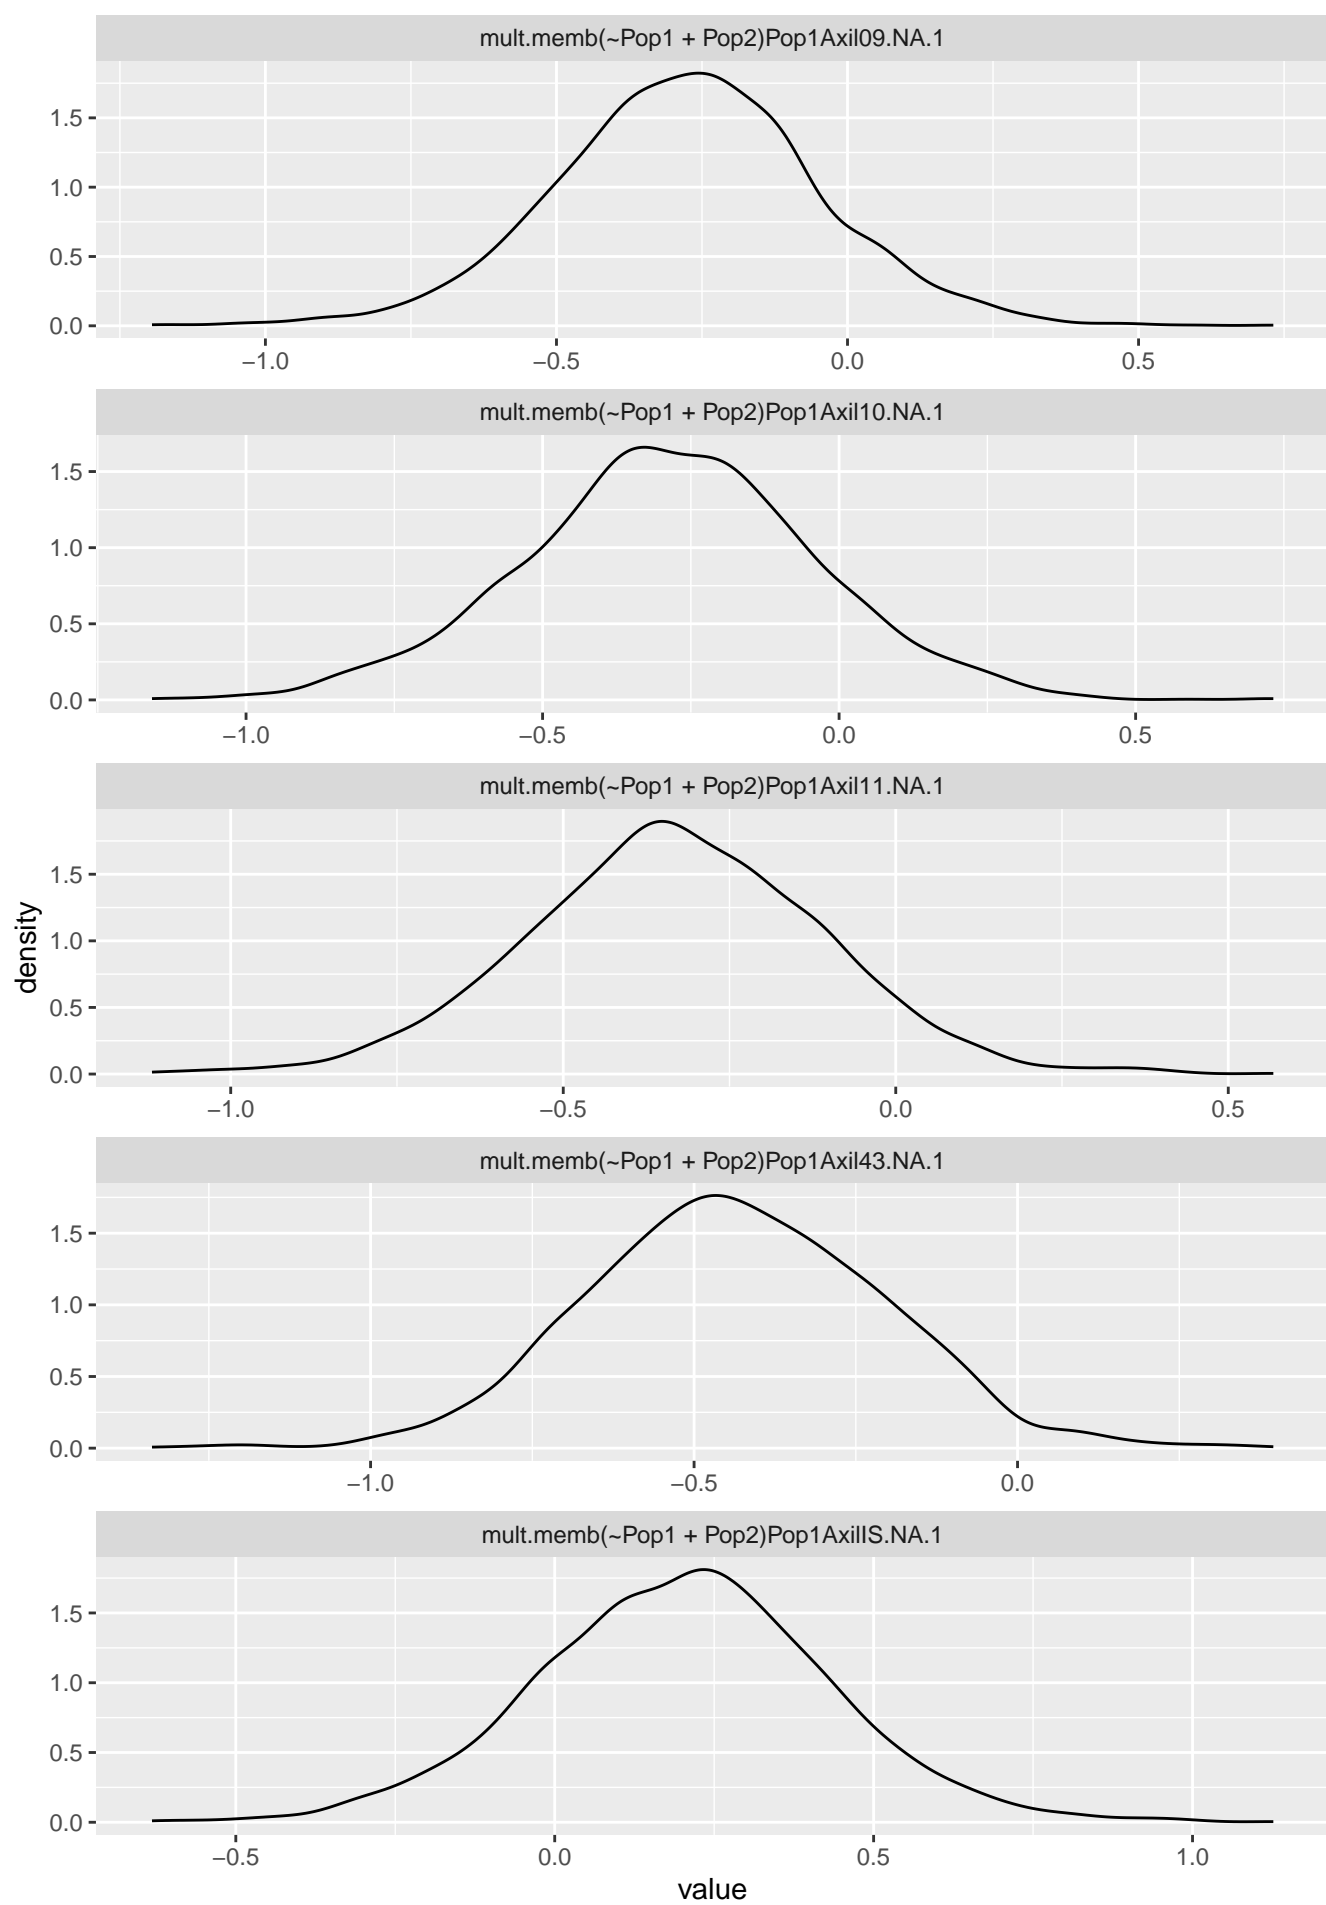 mult.memb(~Pop1 + Pop2)Pop1Axil09.NA.1
1.5
1.0
0.5
0.0
−1.0 −0.5 0.0 0.5
mult.memb(~Pop1 + Pop2)Pop1Axil10.NA.1
1.5
1.0
0.5
0.0
−1.0 −0.5 0.0 0.5
mult.memb(~Pop1 + Pop2)Pop1Axil11.NA.1
1.5
1.0
0.5
0.0
−1.0 −0.5 0.0 0.5
density
mult.memb(~Pop1 + Pop2)Pop1Axil43.NA.1
1.5
1.0
0.5
0.0
−1.0 −0.5 0.0
mult.memb(~Pop1 + Pop2)Pop1AxilIS.NA.1
1.5
1.0
0.5
0.0
−0.5 0.0 0.5 1.0
value